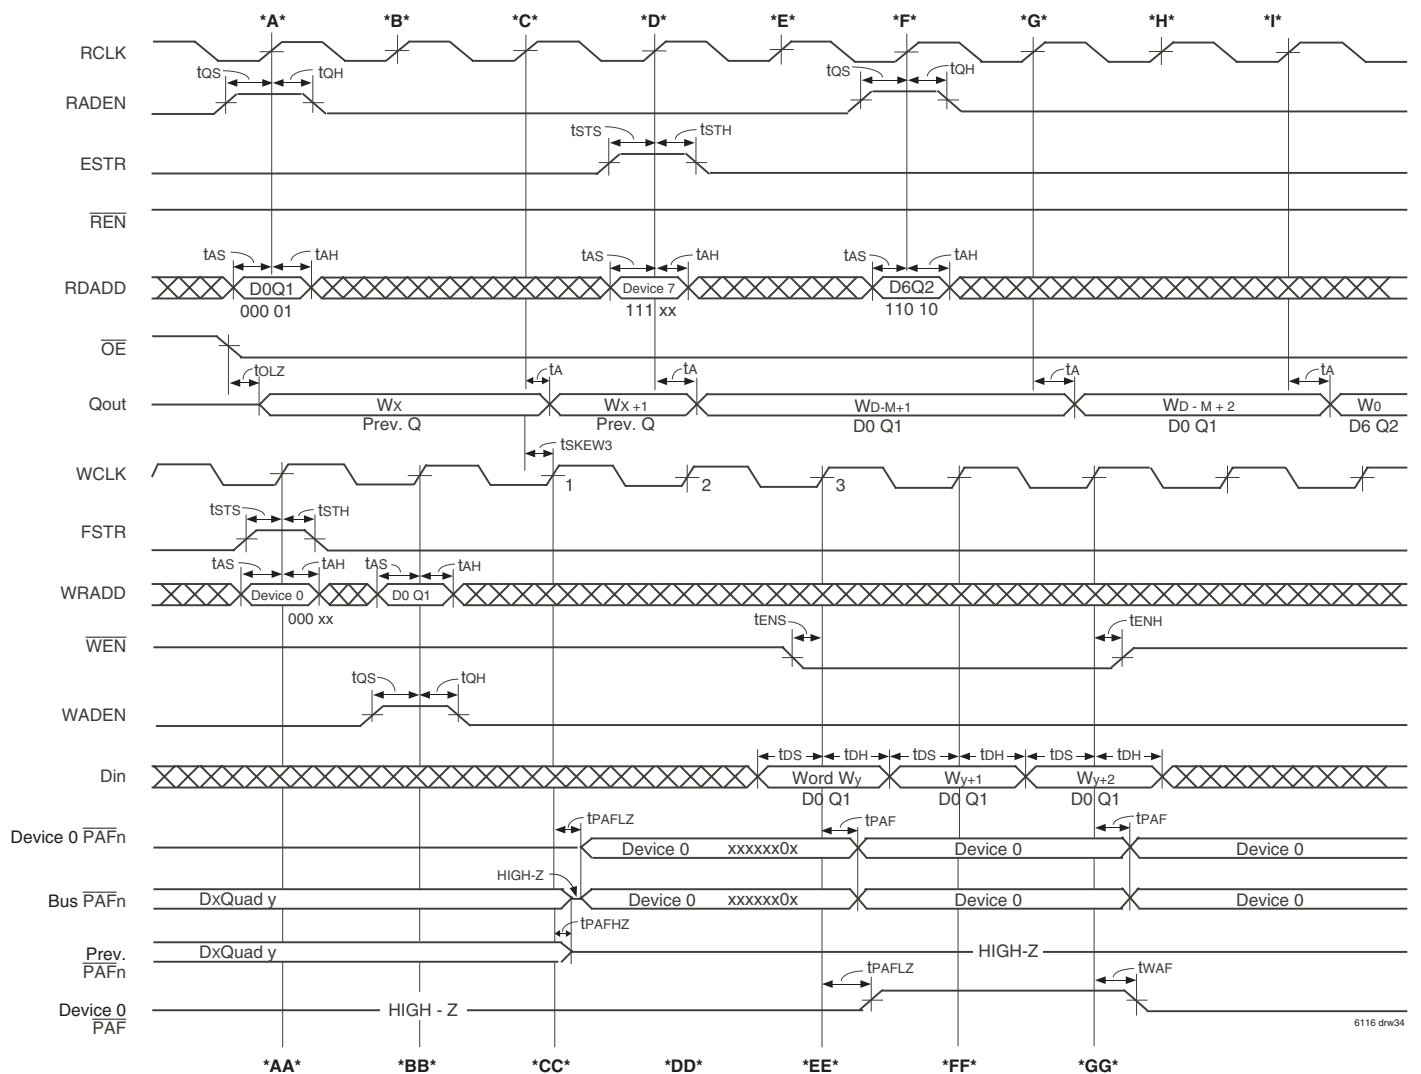 *A* *B* *C* *D* *E* *F* *G* *H* *I*
RCLK
tQS tQH tQS tQH
RADEN
tSTS tSTH
ESTR
REN
tAS tAH tAS tAH tAS tAH
RDADD D0Q1 Device 7 D6Q2
000 01 111 xx 110 10
OE
tOLZ tA tA tA tA
Qout WX WX +1 WD-M+1 WD - M + 2 W0
Prev. Q Prev. Q D0 Q1 D0 Q1 D6 Q2
tSKEW3
WCLK 1 2 3
tSTS tSTH
FSTR
tAS tAH tAS tAH
WRADD Device 0 D0 Q1
000 xx
tENS tENH
WEN
tQS tQH
WADEN
tDS tDH tDS tDH tDS tDH
Din Word Wy Wy+1 Wy+2
D0 Q1 D0 Q1 D0 Q1
tPAFLZ tPAF tPAF
Device 0 PAFn Device 0 xxxxxx0x Device 0 Device 0
HIGH-Z
Bus PAFn DxQuad y Device 0 xxxxxx0x Device 0 Device 0
tPAFHZ
Prev. DxQuad y HIGH-Z
PAFn
tPAFLZ tWAF
Device 0 HIGH - Z
PAF
6116 drw34
*AA* *BB* *CC* *DD* *EE* *FF* *GG*